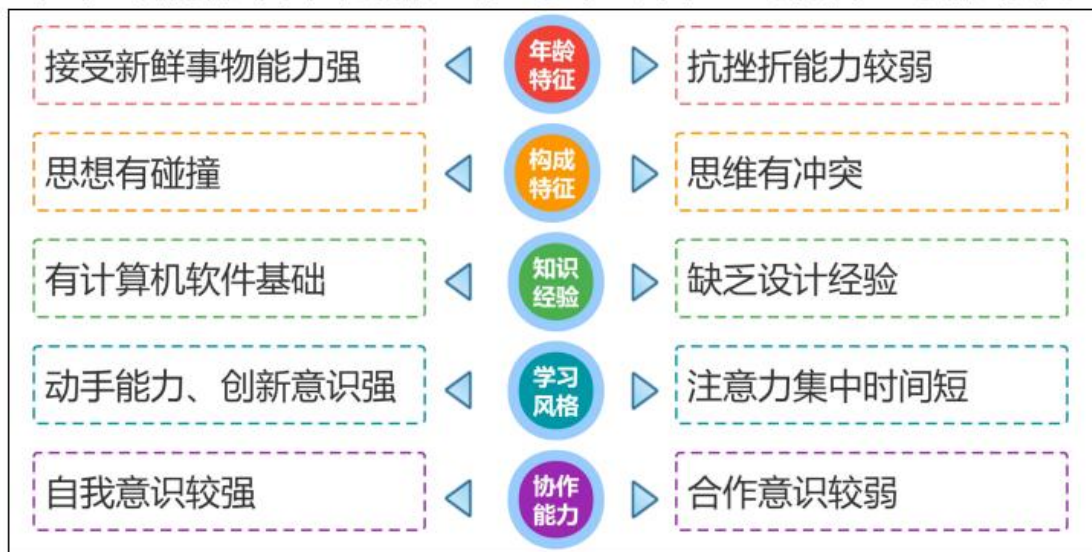 接受新鲜事物能力强
年龄
特征
抗挫折能力较弱
思想有碰撞
构成
特征
思维有冲突
有计算机软件基础
知识
经验
缺乏设计经验
动手能力、创新意识强
学习
风格
注意力集中时间短
自我意识较强
协作
能力
合作意识较弱